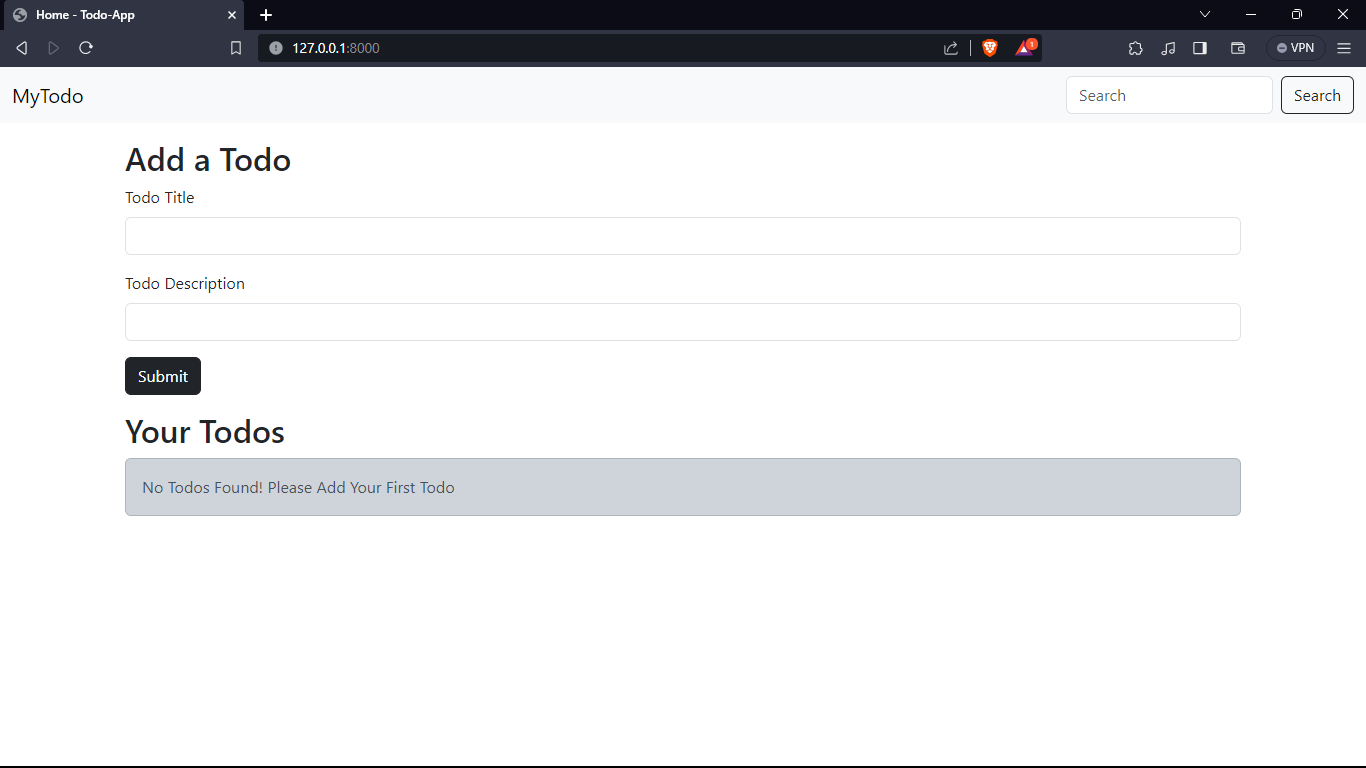 Home - Todo-App
127.0.0.1:8000
1
VPN
MyTodo
Search
Search
Add a Todo
Todo Title
Todo Description
Submit
Your Todos
No Todos Found! Please Add Your First Todo